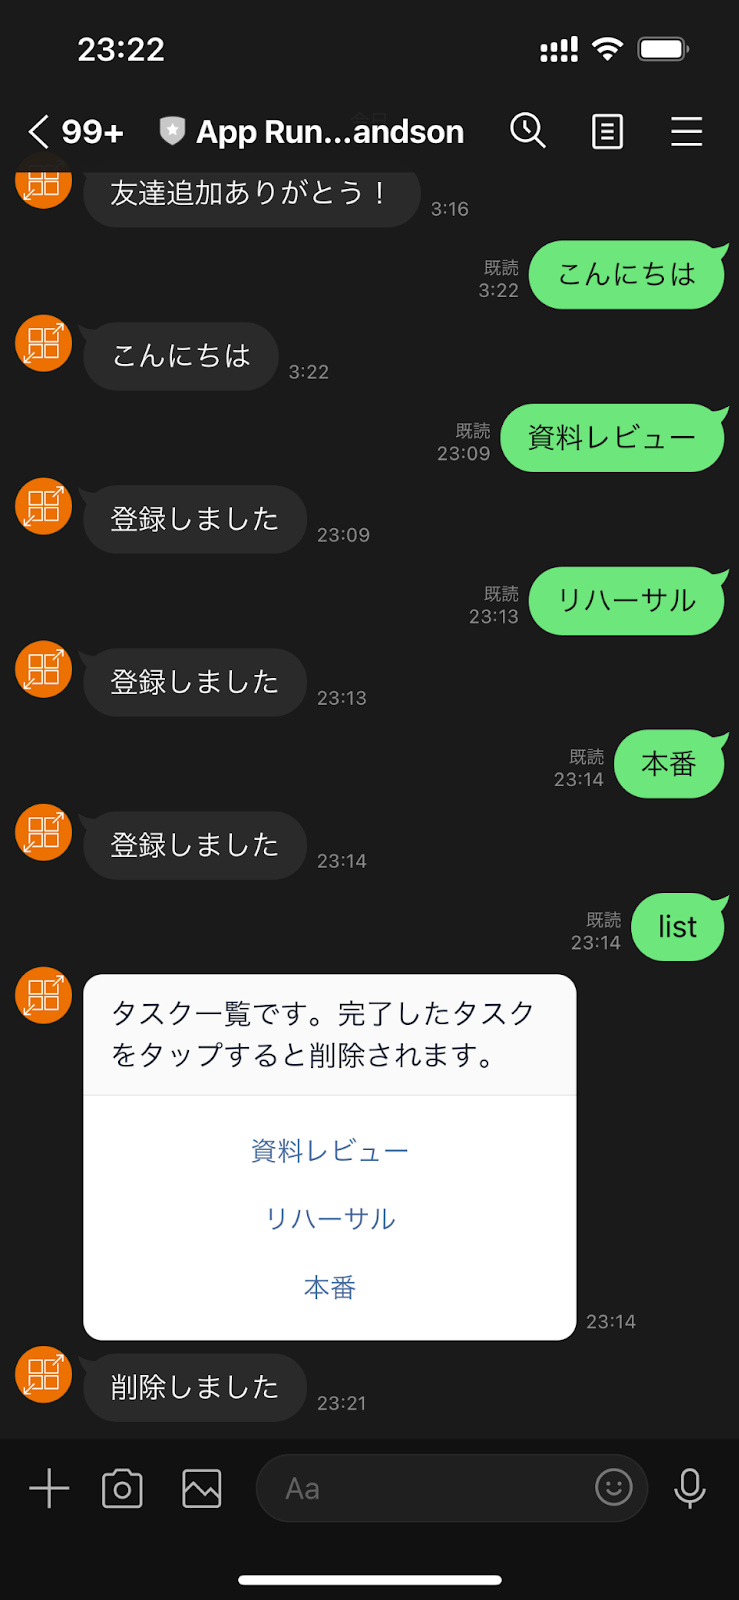 23:22
99+
App Run...andson
今日
友達追加ありがとう！
3:16
既読
3:22
こんにちは
こんにちは
3:22
既読
23:09
資料レビュー
登録しました
23:09
既読
23:13
リハーサル
登録しました
23:13
既読
23:14
本番
登録しました
23:14
既読
23:14
list
タスク一覧です。完了したタスク
をタップすると削除されます。
資料レビュー
リハーサル
本番
23:14
削除しました
23:21
Aa